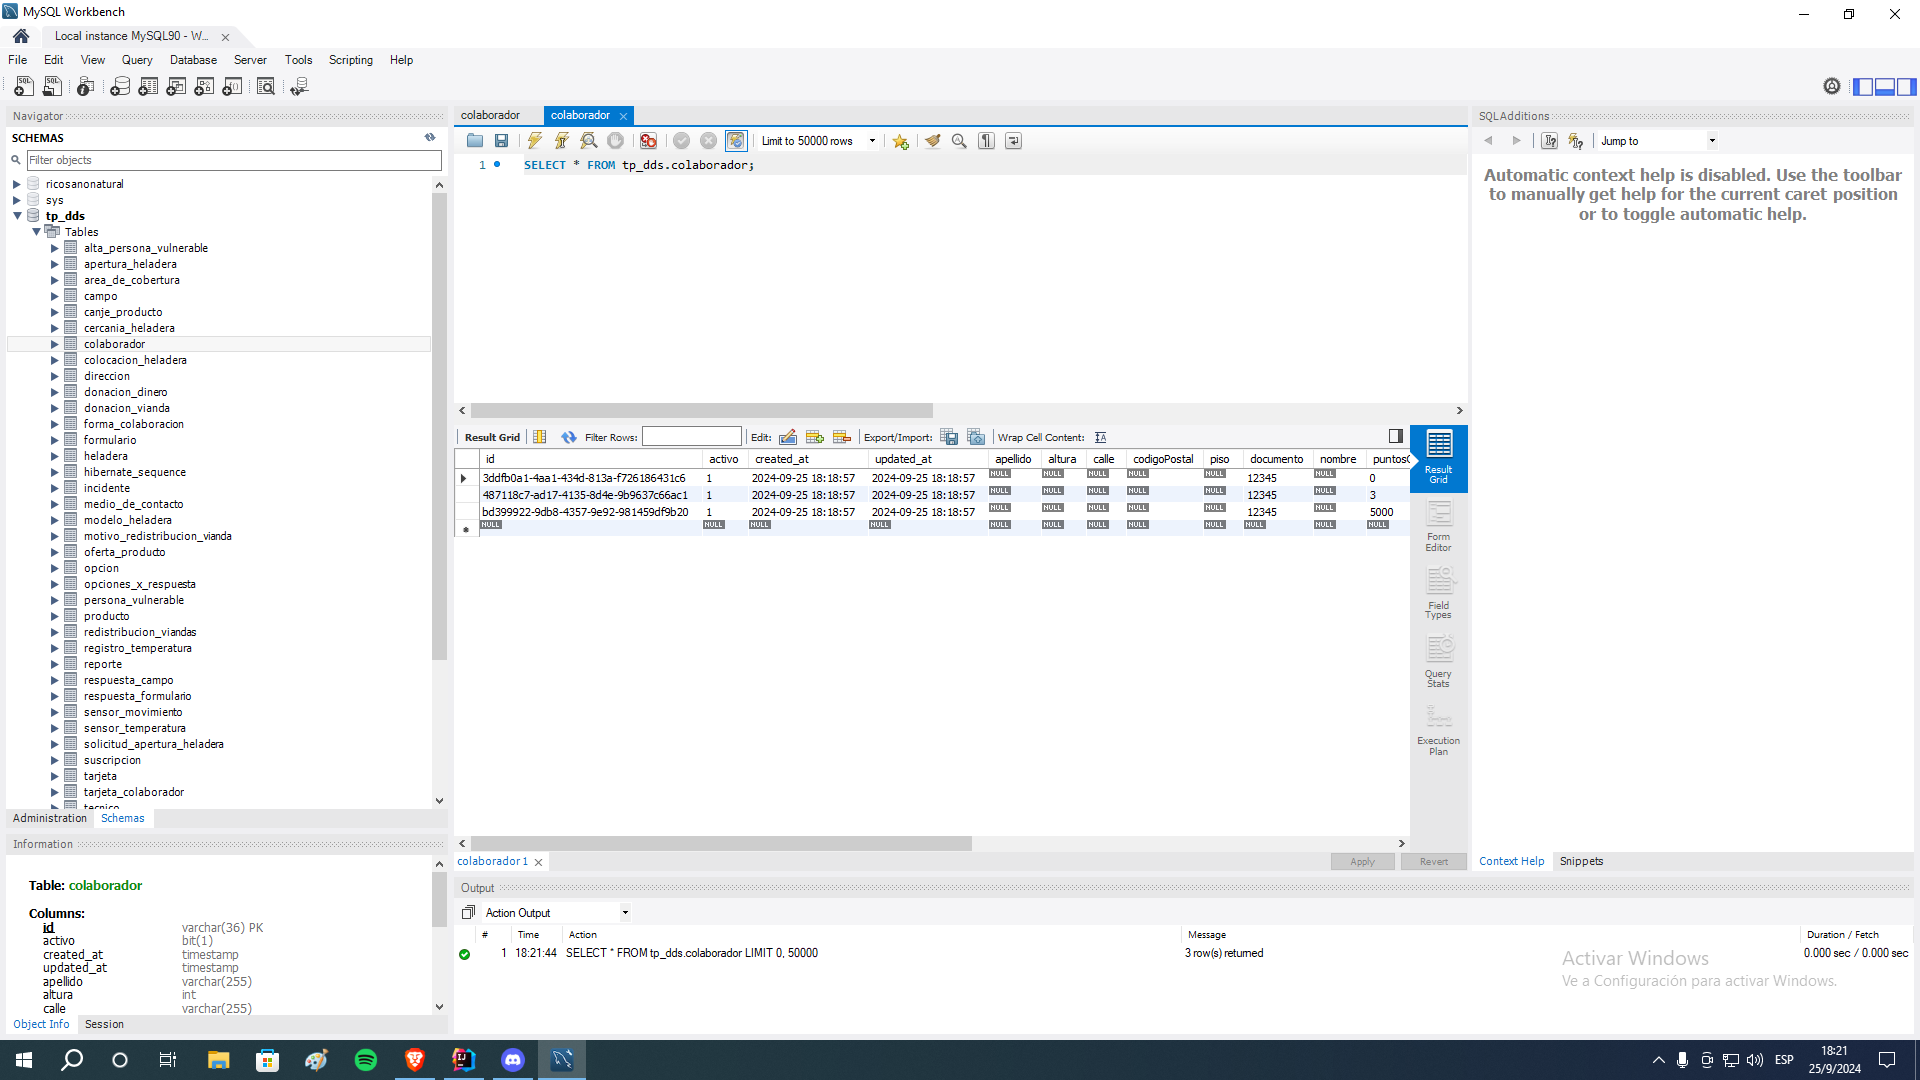 MySQL Workbench
Local instance MySQL90 - W...
File Edit View Query Database Server Tools Scripting Help
Navigator
SCHEMAS
Filter objects
ricosanonatural
sys
tp_dds
Tables
alta_persona_vulnerable
apertura_heladera
area_de_cobertura
campo
canje_producto
cercania_heladera
colaborador
colocacion_heladera
direccion
donacion_dinero
donacion_vianda
forma_colaboracion
formulario
heladera
hibernate_sequence
incidente
medio_de_contacto
modelo_heladera
motivo_redistribucion_vianda
oferta_producto
opcion
opciones_x_respuesta
persona_vulnerable
producto
redistribucion_viandas
registro_temperatura
reporte
respuesta_campo
respuesta_formulario
sensor_movimiento
sensor_temperatura
solicitud_apertura_heladera
suscripcion
tarjeta
tarjeta_colaborador
tecnico
Administration Schemas
Information
Table: colaborador
Columns:
id varchar(36) PK
activo bit(1)
created_at timestamp
updated_at timestamp
apellido varchar(255)
altura int
calle varchar(255)
Object Info Session
colaborador colaborador
Limit to 50000 rows
1 SELECT * FROM tp_dds.colaborador;
Result Grid Filter Rows: Edit: Export/Import: Wrap Cell Content:
id activo created_at updated_at apellido altura calle codigoPostal piso documento nombre puntosC
3ddfb0a1-4aa1-434d-813a-f726186431c6 1 2024-09-25 18:18:57 2024-09-25 18:18:57 NULL NULL NULL NULL NULL 12345 NULL 0
487118c7-ad17-4135-8d4e-9b9637c66ac1 1 2024-09-25 18:18:57 2024-09-25 18:18:57 NULL NULL NULL NULL NULL 12345 NULL 3
bd399922-9db8-4357-9e92-981459df9b20 1 2024-09-25 18:18:57 2024-09-25 18:18:57 NULL NULL NULL NULL NULL 12345 NULL 5000
NULL NULL NULL NULL NULL NULL NULL NULL NULL NULL NULL NULL
Result Grid
Form Editor
Field Types
Query Stats
Execution Plan
colaborador 1
Apply Revert
Output
Action Output
# Time Action Message Duration / Fetch
1 18:21:44 SELECT * FROM tp_dds.colaborador LIMIT 0, 50000 3 row(s) returned 0.000 sec / 0.000 sec
SQLAdditions
Jump to
Automatic context help is disabled. Use the toolbar
to manually get help for the current caret position
or to toggle automatic help.
Context Help Snippets
Activar Windows
Ve a Configuración para activar Windows.
ESP
18:21
25/9/2024